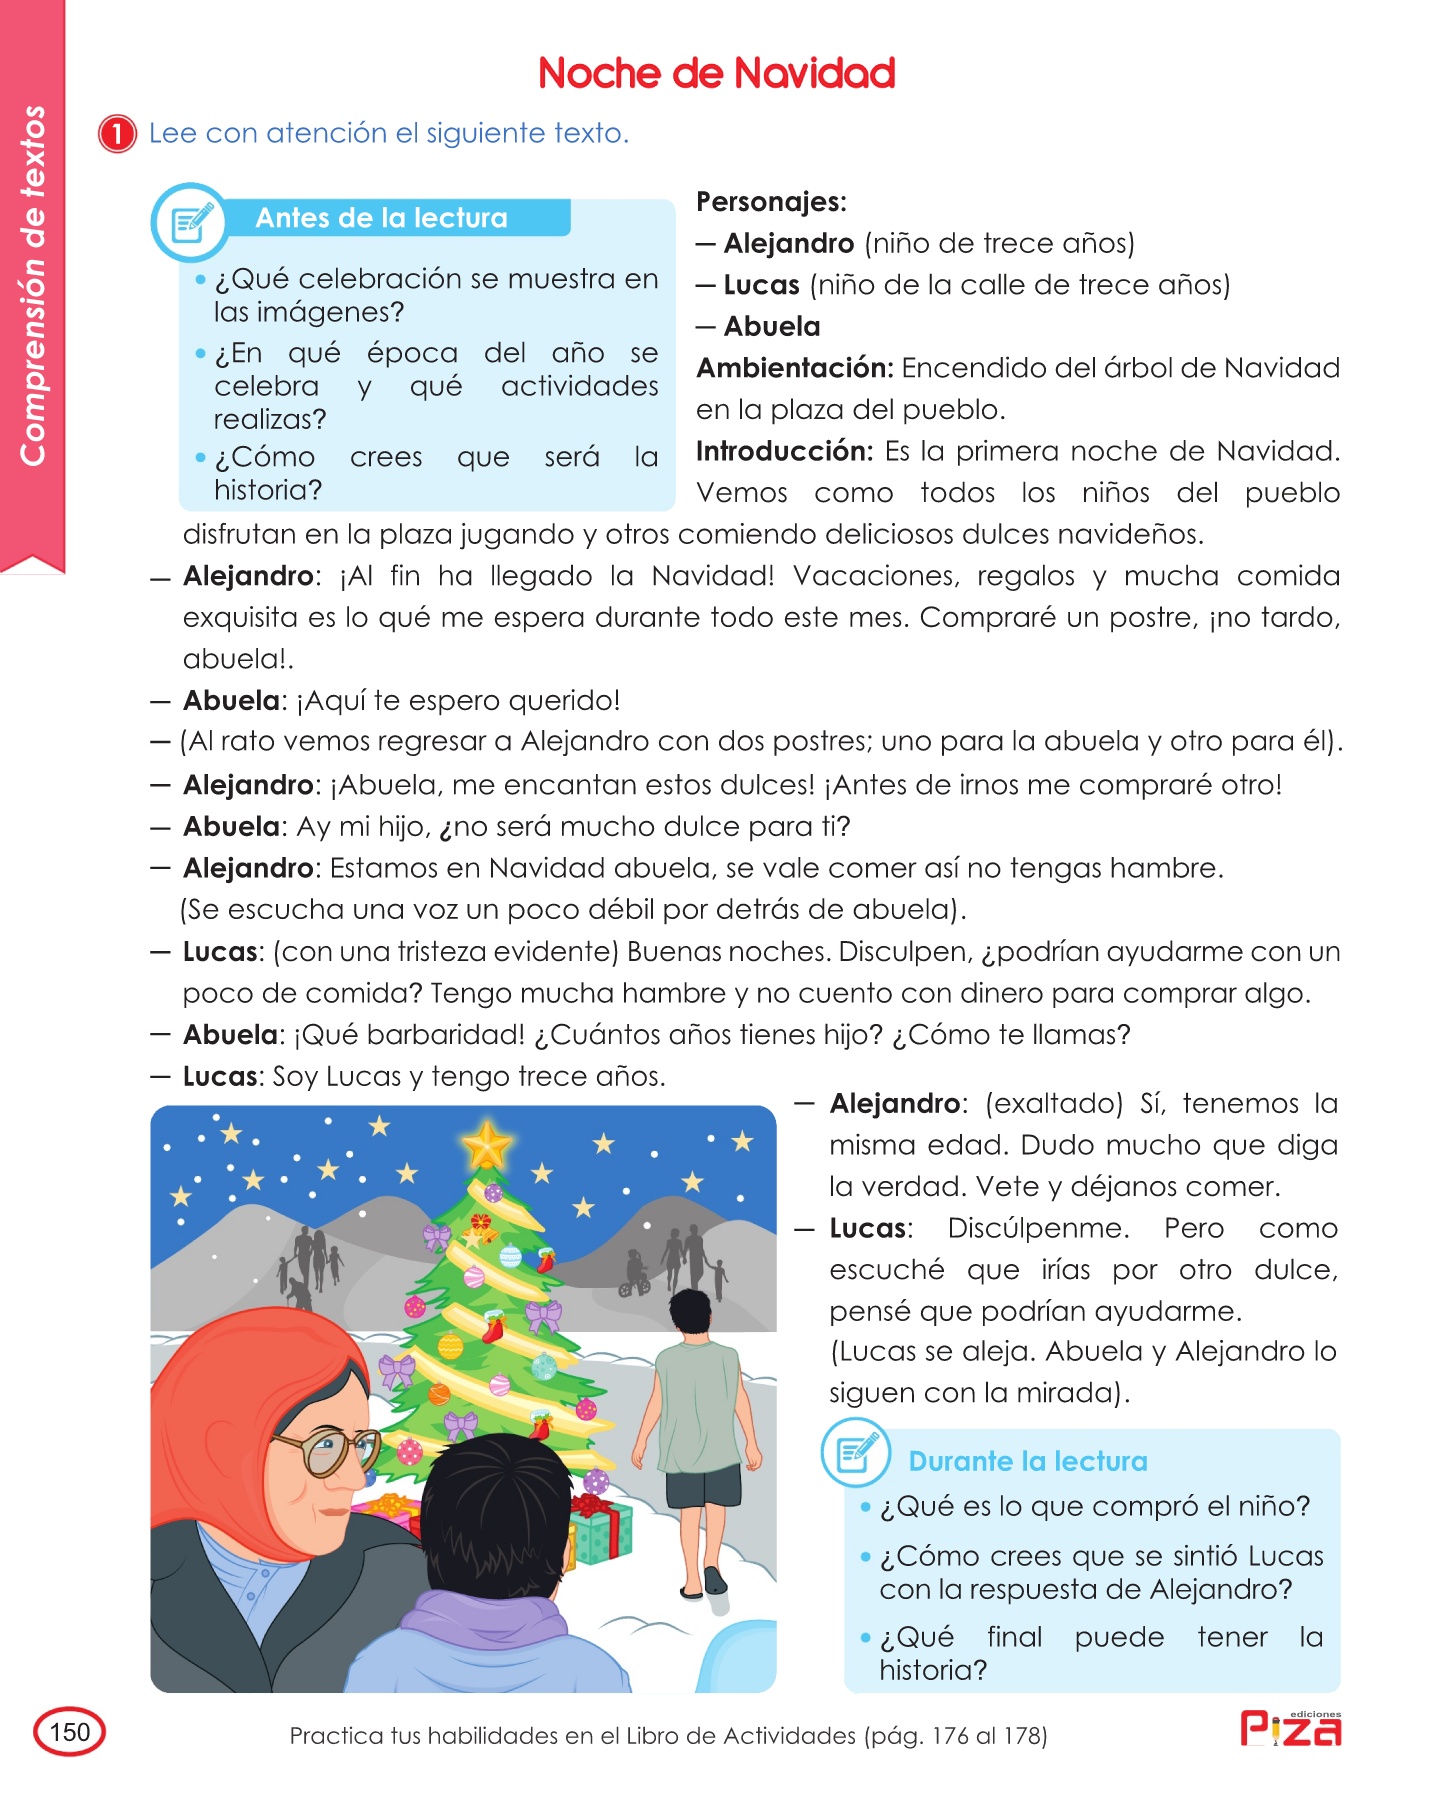 Comprensión de textos
Noche de Navidad
1 Lee con atención el siguiente texto.
Antes de la lectura
• ¿Qué celebración se muestra en
las imágenes?
• ¿En qué época del año se
celebra y qué actividades
realizas?
• ¿Cómo crees que será la
historia?
Personajes:
— Alejandro (niño de trece años)
— Lucas (niño de la calle de trece años)
— Abuela
Ambientación: Encendido del árbol de Navidad
en la plaza del pueblo.
Introducción: Es la primera noche de Navidad.
Vemos como todos los niños del pueblo
disfrutan en la plaza jugando y otros comiendo deliciosos dulces navideños.
— Alejandro: ¡Al fin ha llegado la Navidad! Vacaciones, regalos y mucha comida
exquisita es lo qué me espera durante todo este mes. Compraré un postre, ¡no tardo,
abuela!.
— Abuela: ¡Aquí te espero querido!
— (Al rato vemos regresar a Alejandro con dos postres; uno para la abuela y otro para él).
— Alejandro: ¡Abuela, me encantan estos dulces! ¡Antes de irnos me compraré otro!
— Abuela: Ay mi hijo, ¿no será mucho dulce para ti?
— Alejandro: Estamos en Navidad abuela, se vale comer así no tengas hambre.
(Se escucha una voz un poco débil por detrás de abuela).
— Lucas: (con una tristeza evidente) Buenas noches. Disculpen, ¿podrían ayudarme con un
poco de comida? Tengo mucha hambre y no cuento con dinero para comprar algo.
— Abuela: ¡Qué barbaridad! ¿Cuántos años tienes hijo? ¿Cómo te llamas?
— Lucas: Soy Lucas y tengo trece años.
— Alejandro: (exaltado) Sí, tenemos la
misma edad. Dudo mucho que diga
la verdad. Vete y déjanos comer.
— Lucas: Discúlpenme. Pero como
escuché que irías por otro dulce,
pensé que podrían ayudarme.
(Lucas se aleja. Abuela y Alejandro lo
siguen con la mirada).
Durante la lectura
• ¿Qué es lo que compró el niño?
• ¿Cómo crees que se sintió Lucas
con la respuesta de Alejandro?
• ¿Qué final puede tener la
historia?
150
Practica tus habilidades en el Libro de Actividades (pág. 176 al 178)
ediciones
Piza